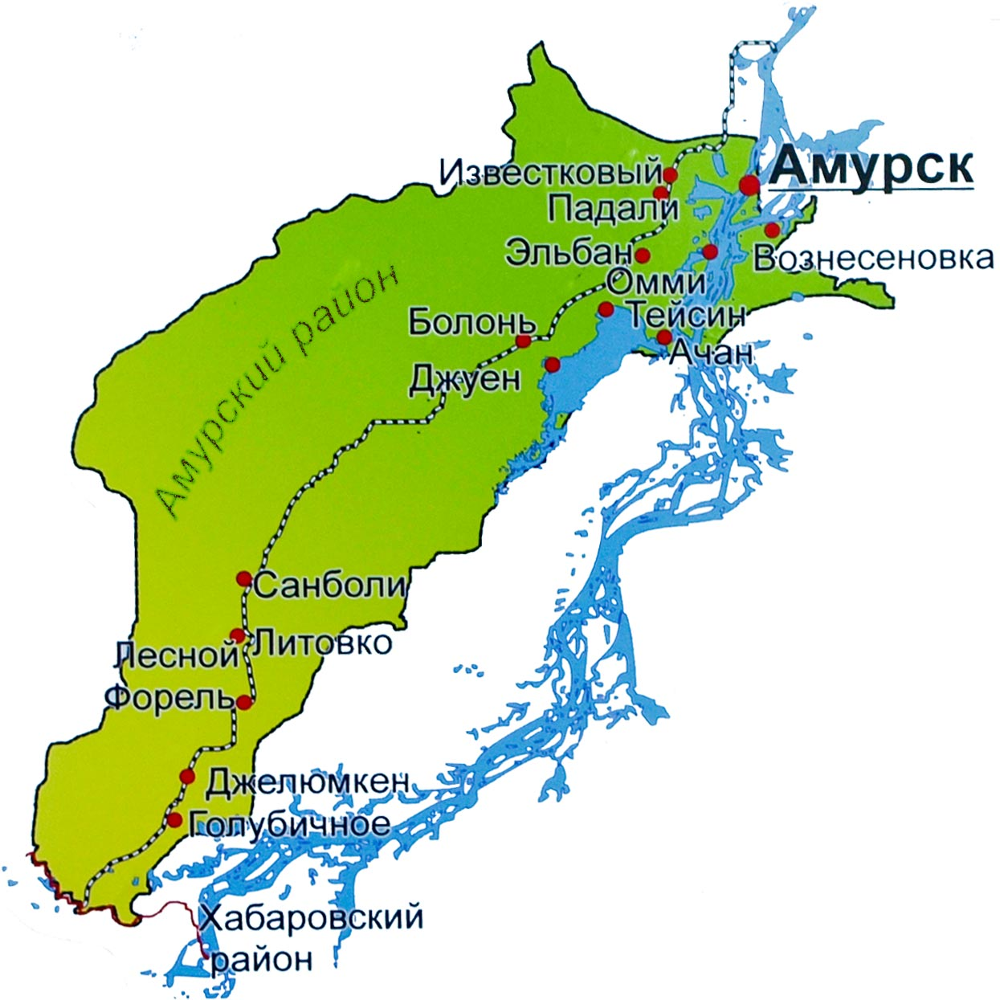 Амурск
Известковый
Падали
Эльбан
Вознесеновка
Омми
Амурский район
Тейсин
Болонь
Ачан
Джуен
Санболи
Литовко
Лесной
Форель
Джелюмкен
Голубичное
Хабаровский
район